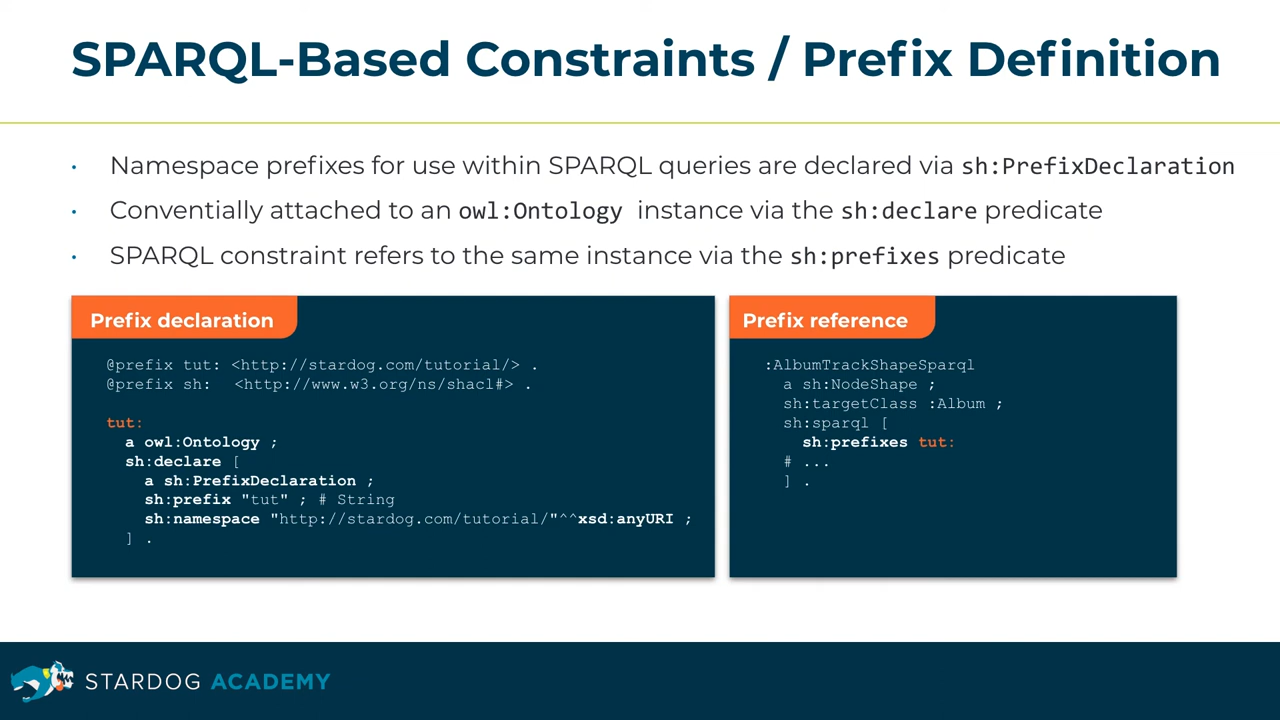 SPARQL-Based Constraints / Prefix Definition
• Namespace prefixes for use within SPARQL queries are declared via sh:PrefixDeclaration
• Conventially attached to an owl:Ontology instance via the sh:declare predicate
• SPARQL constraint refers to the same instance via the sh:prefixes predicate
Prefix declaration
@prefix tut: <http://stardog.com/tutorial/> .
@prefix sh: <http://www.w3.org/ns/shacl#> .
tut:
a owl:Ontology ;
sh:declare [
a sh:PrefixDeclaration ;
sh:prefix "tut" ; # String
sh:namespace "http://stardog.com/tutorial/"^^xsd:anyURI ;
] .
Prefix reference
:AlbumTrackShapeSparql
a sh:NodeShape ;
sh:targetClass :Album ;
sh:sparql [
sh:prefixes tut:
# ...
] .
STARDOG ACADEMY